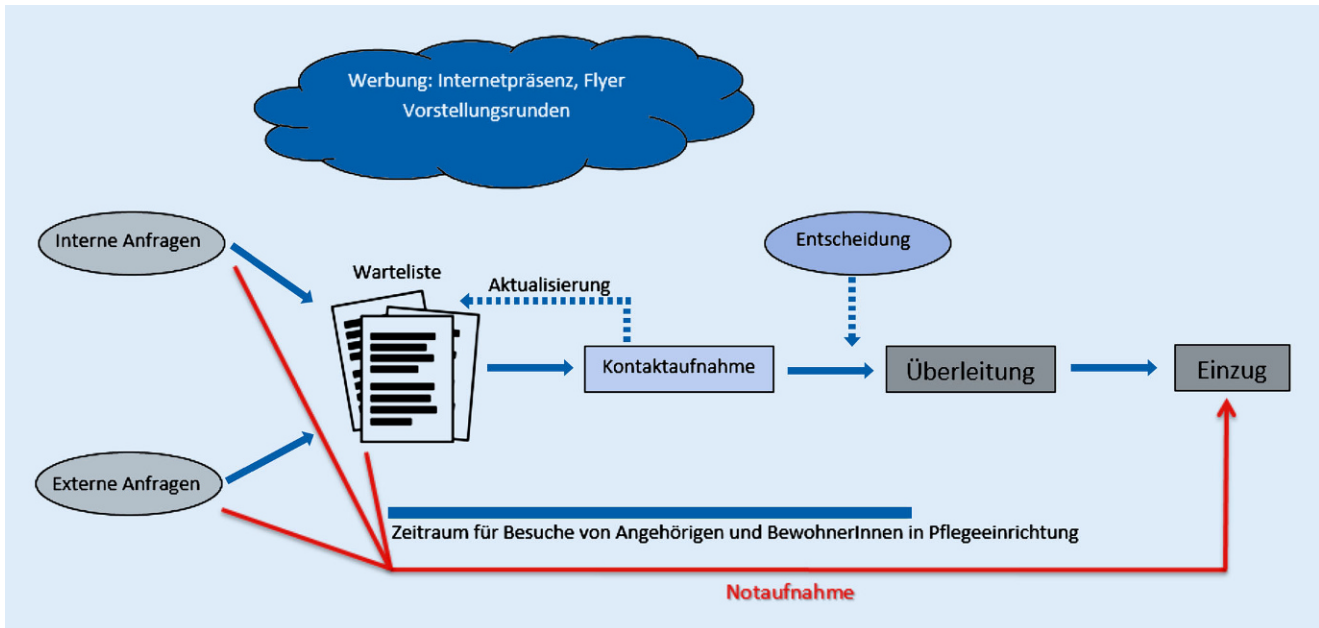 Werbung: Internetpräsenz, Flyer
Vorstellungsrunden
Interne Anfragen
Entscheidung
Warteliste
Aktualisierung
Kontaktaufnahme
Überleitung
Einzug
Externe Anfragen
Zeitraum für Besuche von Angehörigen und BewohnerInnen in Pflegeeinrichtung
Notaufnahme